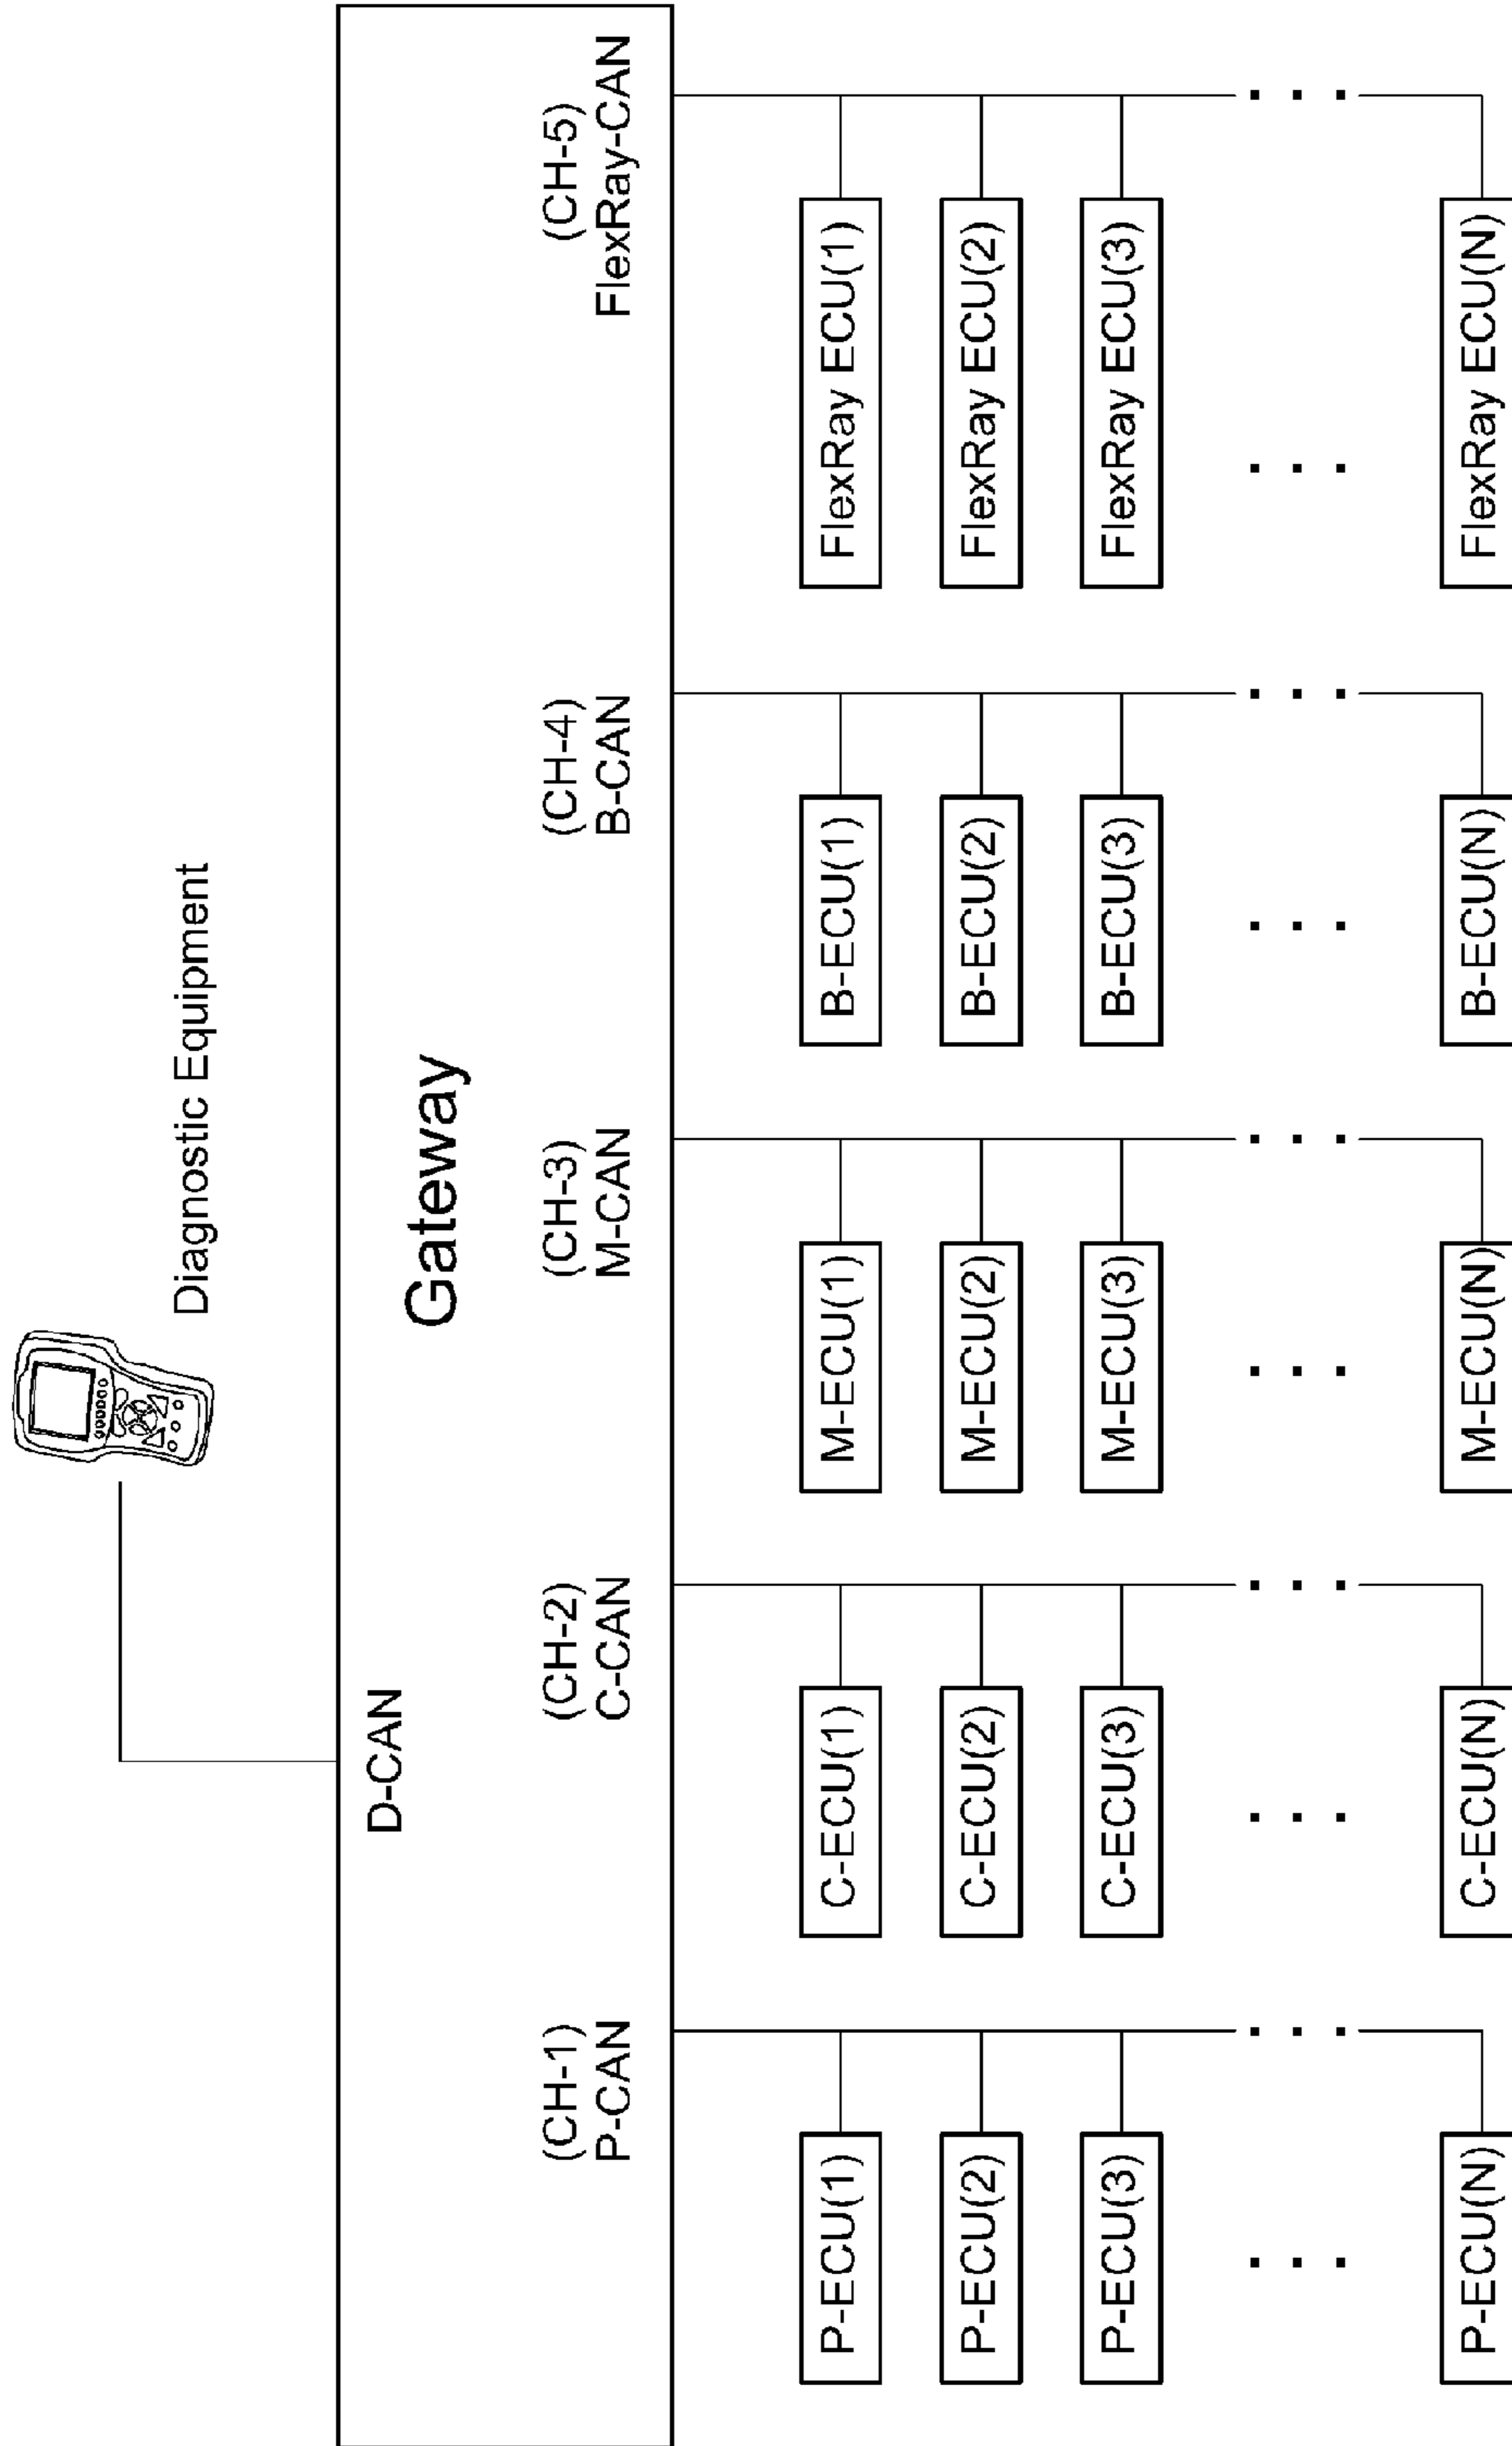 Diagnostic Equipment
D-CAN
Gateway
(CH-1)
P-CAN
(CH-2)
C-CAN
(CH-3)
M-CAN
(CH-4)
B-CAN
(CH-5)
FlexRay-CAN
P-ECU(1)
C-ECU(1)
M-ECU(1)
B-ECU(1)
FlexRay ECU(1)
P-ECU(2)
C-ECU(2)
M-ECU(2)
B-ECU(2)
FlexRay ECU(2)
P-ECU(3)
C-ECU(3)
M-ECU(3)
B-ECU(3)
FlexRay ECU(3)
P-ECU(N)
C-ECU(N)
M-ECU(N)
B-ECU(N)
FlexRay ECU(N)